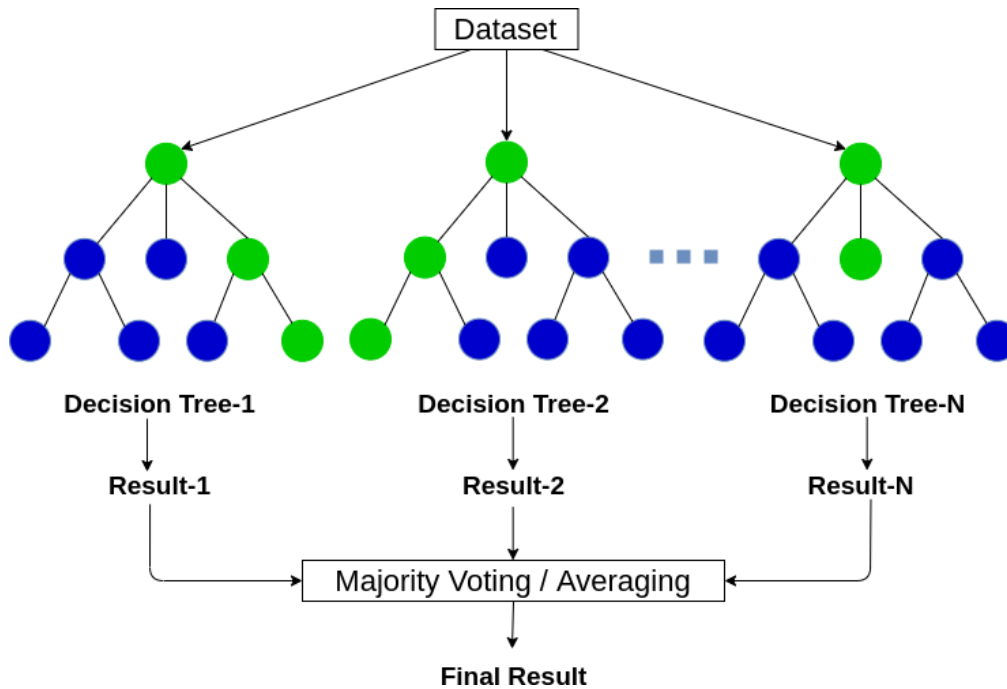 Dataset
Decision Tree-1
Decision Tree-2
Decision Tree-N
Result-1
Result-2
Result-N
Majority Voting / Averaging
Final Result